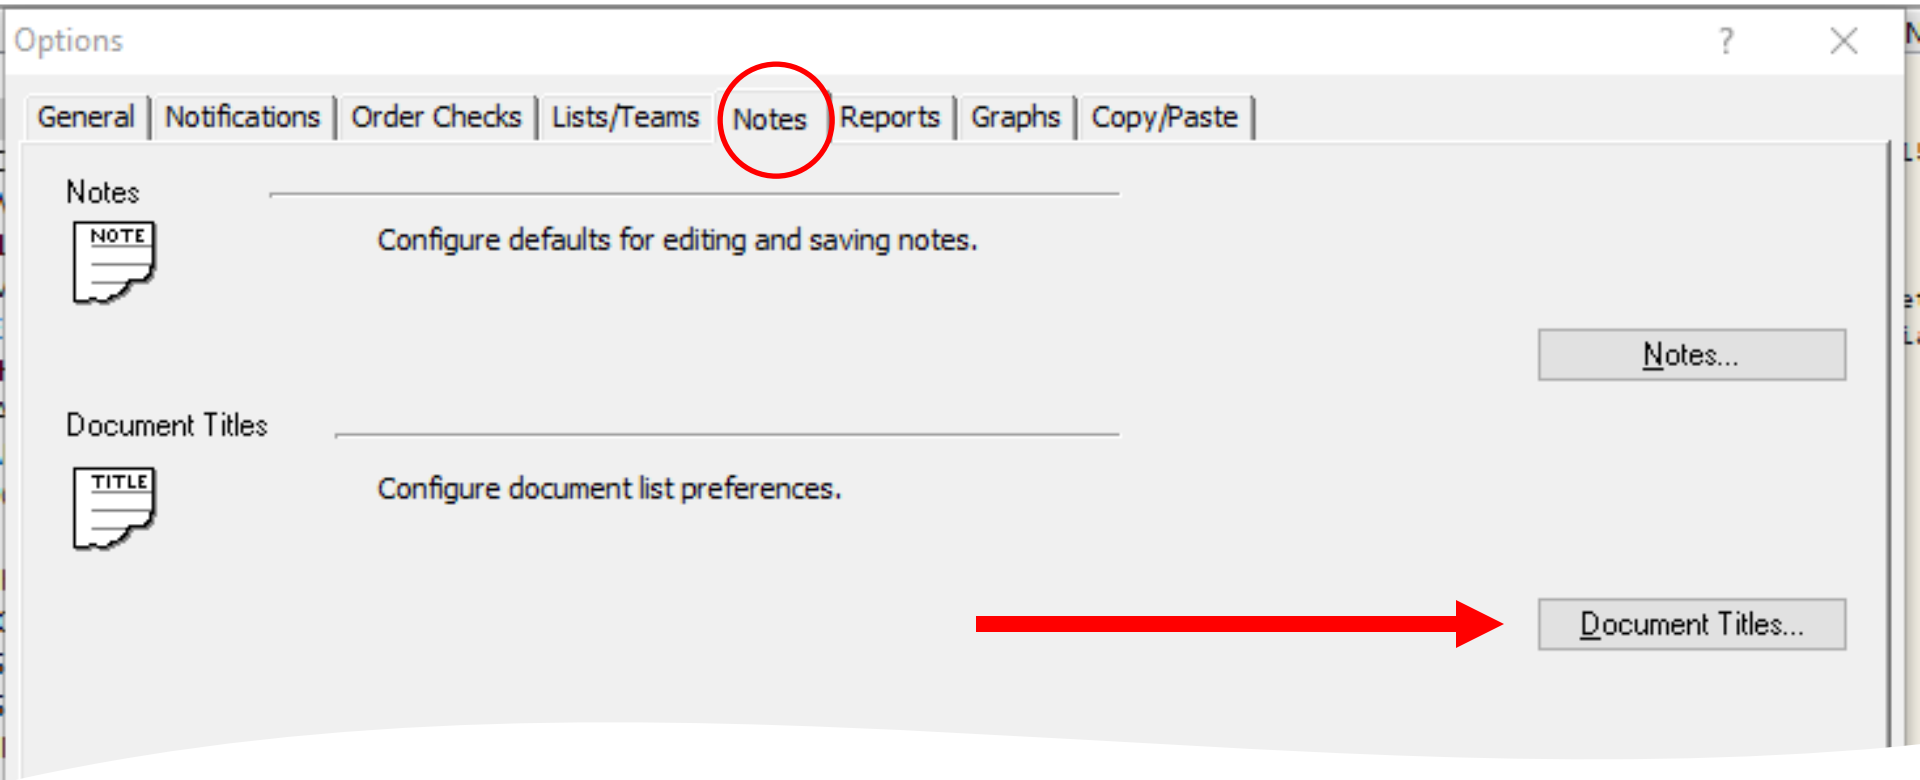 Options ?
General Notifications Order Checks Lists/Teams Notes Reports Graphs Copy/Paste
Notes
NOTE
Configure defaults for editing and saving notes.
Notes...
Document Titles
TITLE
Configure document list preferences.
Document Titles...